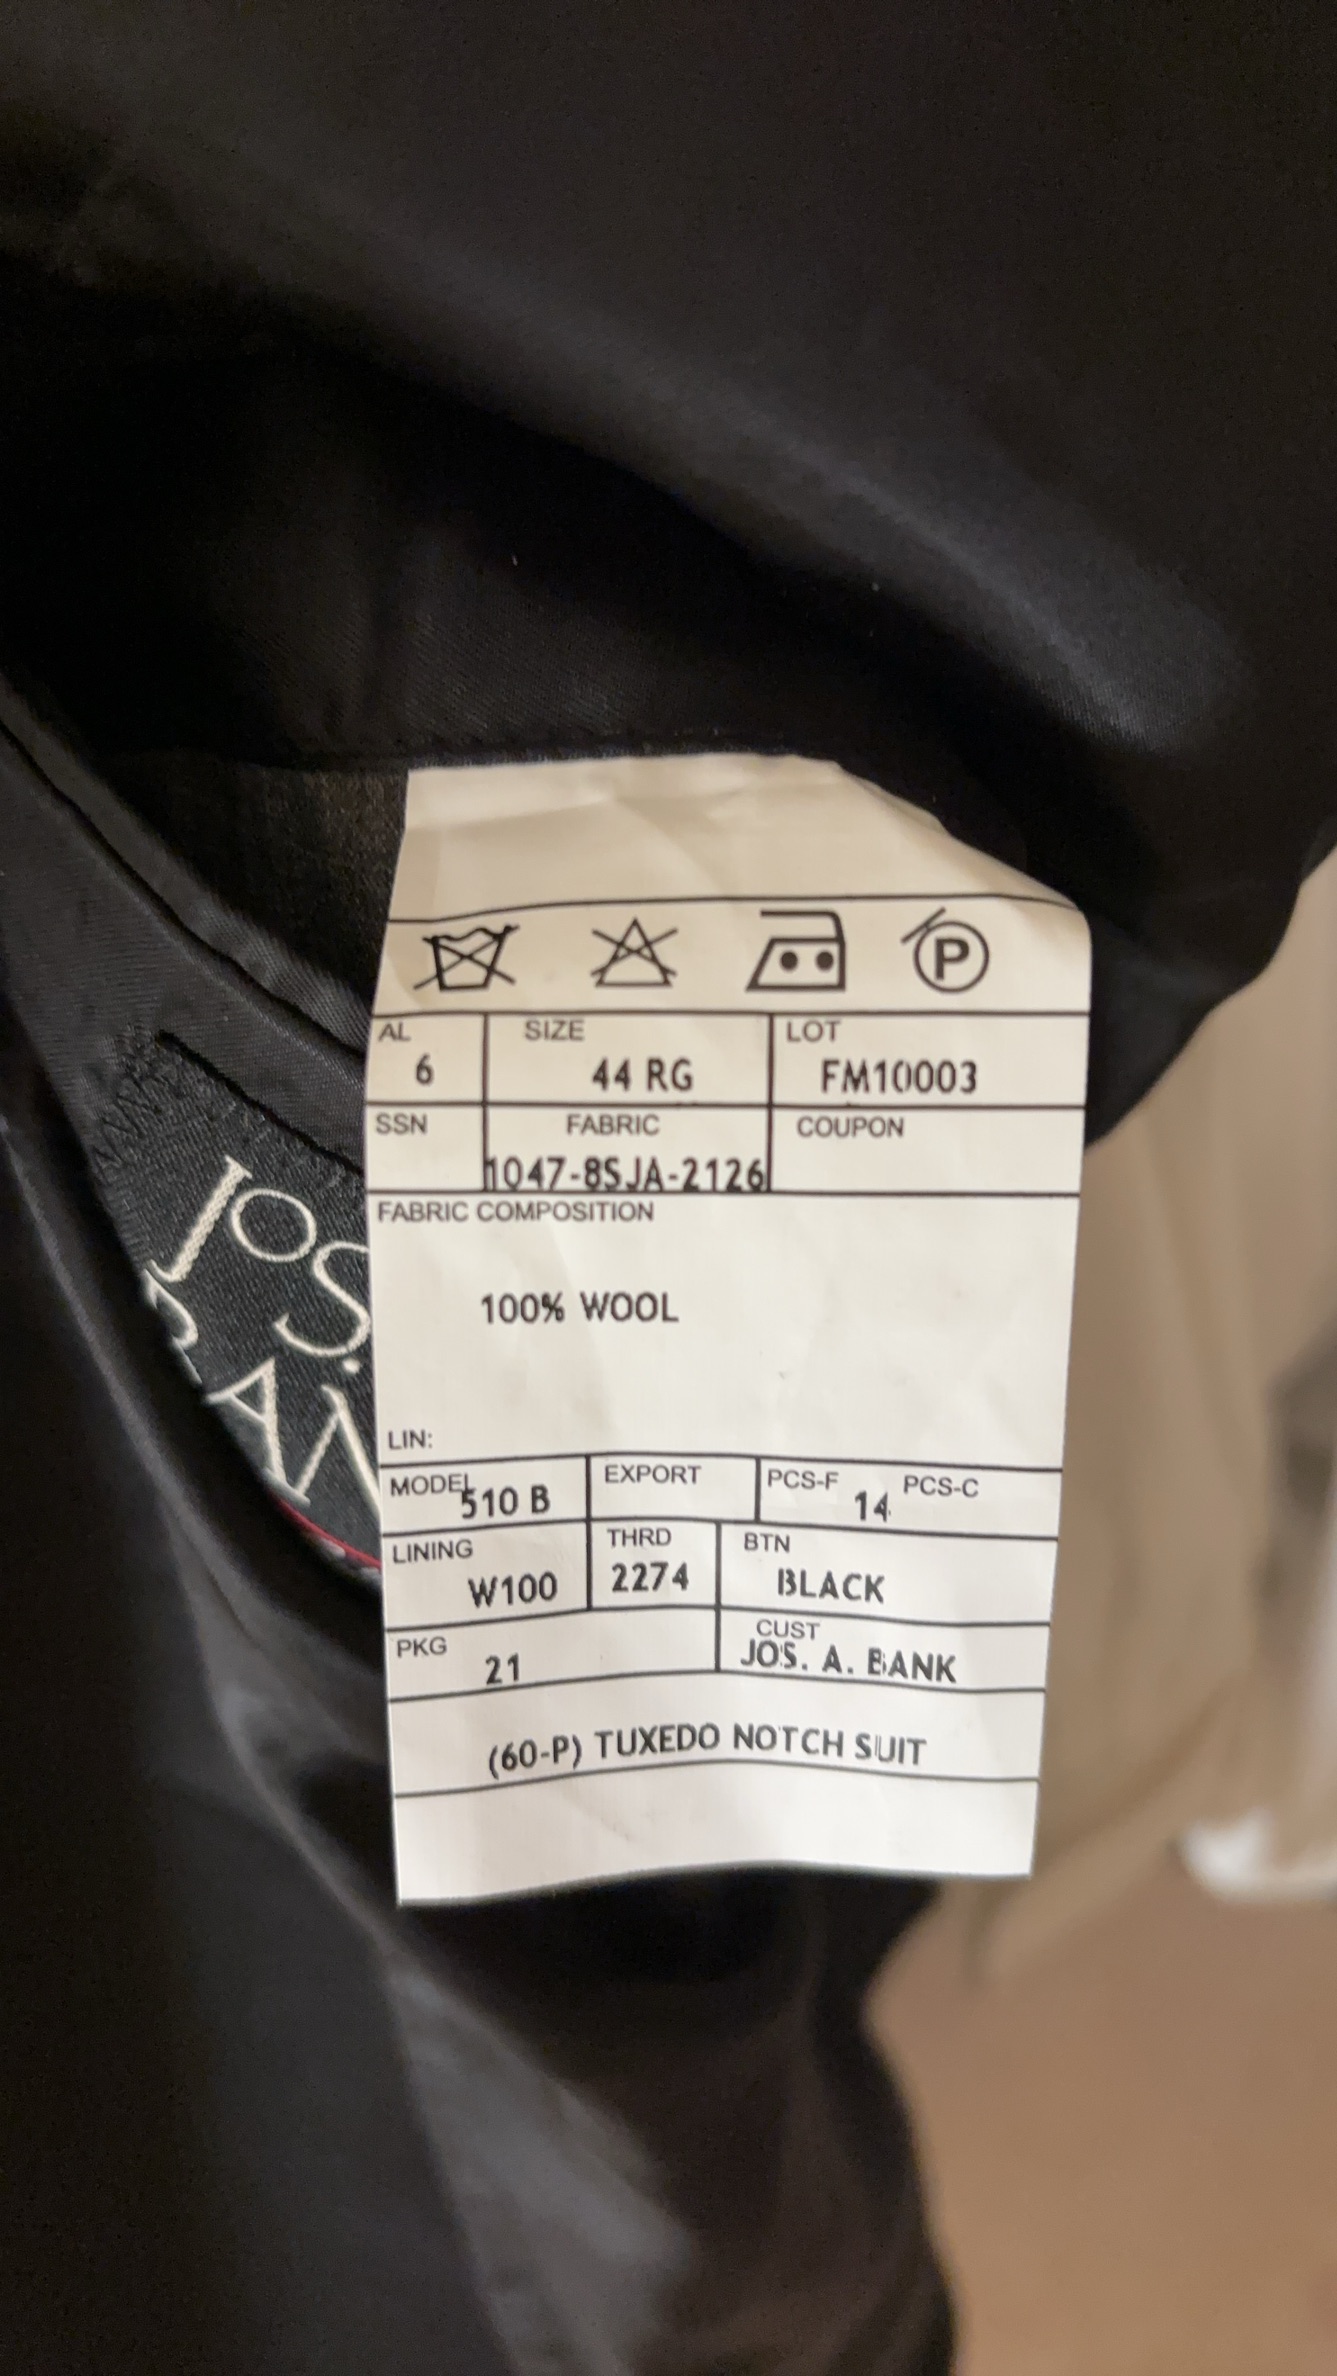 P
AL SIZE LOT
6 44 RG FM10003
SSN FABRIC COUPON
1047-8SJA-2126
FABRIC COMPOSITION
100% WOOL
LIN:
MODEL 510 B EXPORT PCS-F 14 PCS-C
LINING THRD BTN
W100 2274 BLACK
PKG CUST
21 JOS. A. BANK
(60-P) TUXEDO NOTCH SUIT
JOS.